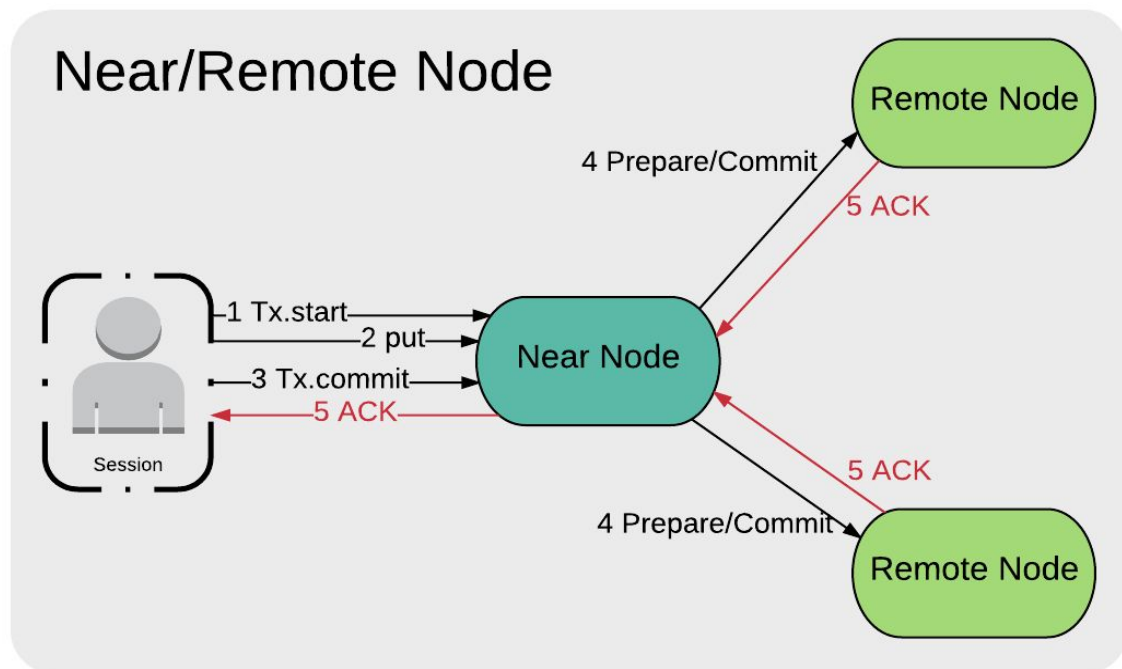 Near/Remote Node
Remote Node
4 Prepare/Commit
5 ACK
1 Tx.start
2 put
Near Node
3 Tx.commit
5 ACK
Session
5 ACK
4 Prepare/Commit
Remote Node